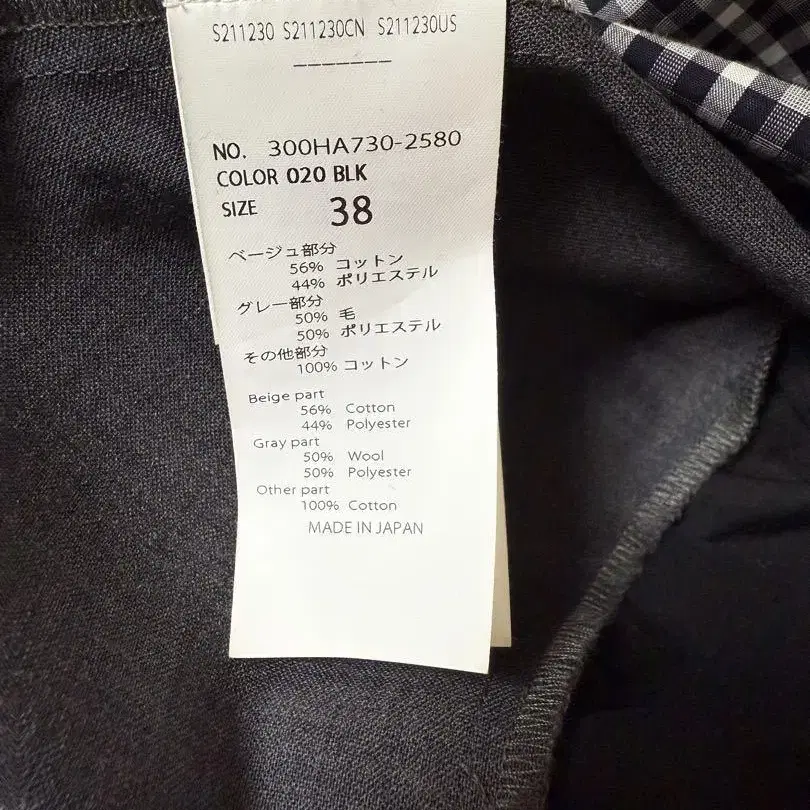 S211230 S211230CN S211230US
_______
NO. 300HA730-2580
COLOR 020 BLK
SIZE 38
ベージュ部分
56% コットン
44% ポリエステル
グレー部分
50% 毛
50% ポリエステル
その他部分
100% コットン
Beige part
56% Cotton
44% Polyester
Gray part
50% Wool
50% Polyester
Other part
100% Cotton
MADE IN JAPAN